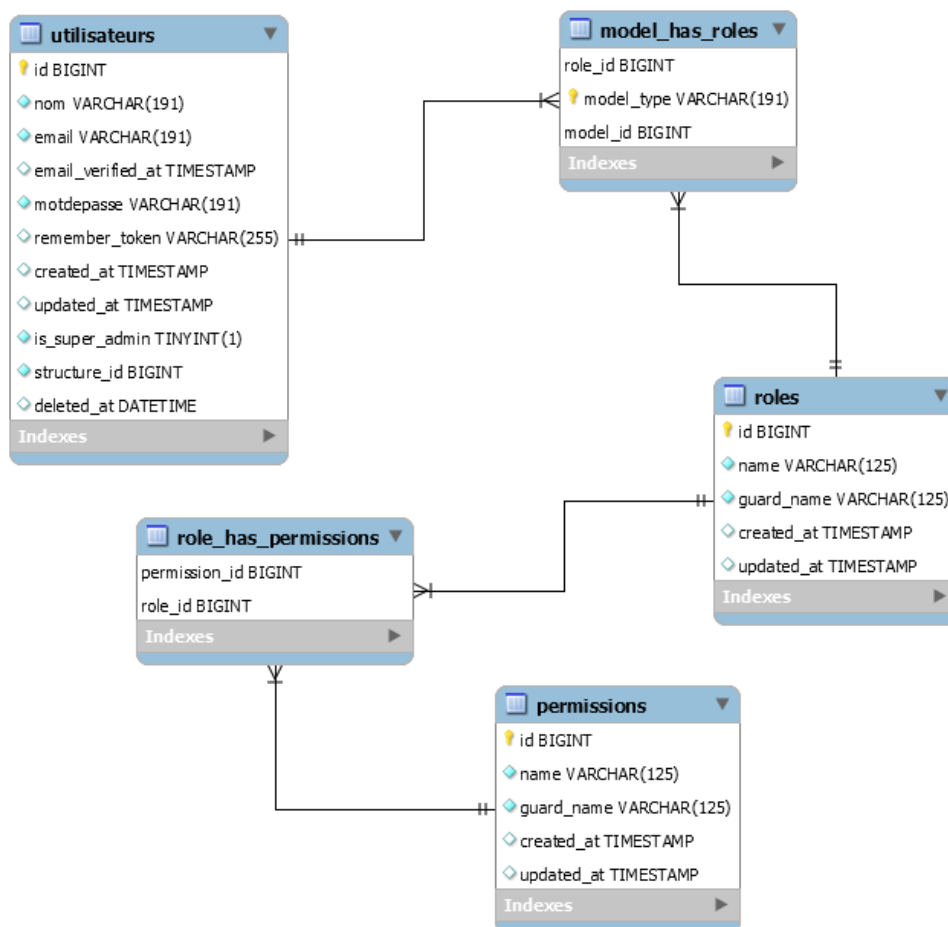 utilisateurs
id BIGINT
nom VARCHAR(191)
email VARCHAR(191)
email_verified_at TIMESTAMP
motdepasse VARCHAR(191)
remember_token VARCHAR(255)
created_at TIMESTAMP
updated_at TIMESTAMP
is_super_admin TINYINT(1)
structure_id BIGINT
deleted_at DATETIME
Indexes
model_has_roles
role_id BIGINT
model_type VARCHAR(191)
model_id BIGINT
Indexes
roles
id BIGINT
name VARCHAR(125)
guard_name VARCHAR(125)
created_at TIMESTAMP
updated_at TIMESTAMP
Indexes
role_has_permissions
permission_id BIGINT
role_id BIGINT
Indexes
permissions
id BIGINT
name VARCHAR(125)
guard_name VARCHAR(125)
created_at TIMESTAMP
updated_at TIMESTAMP
Indexes